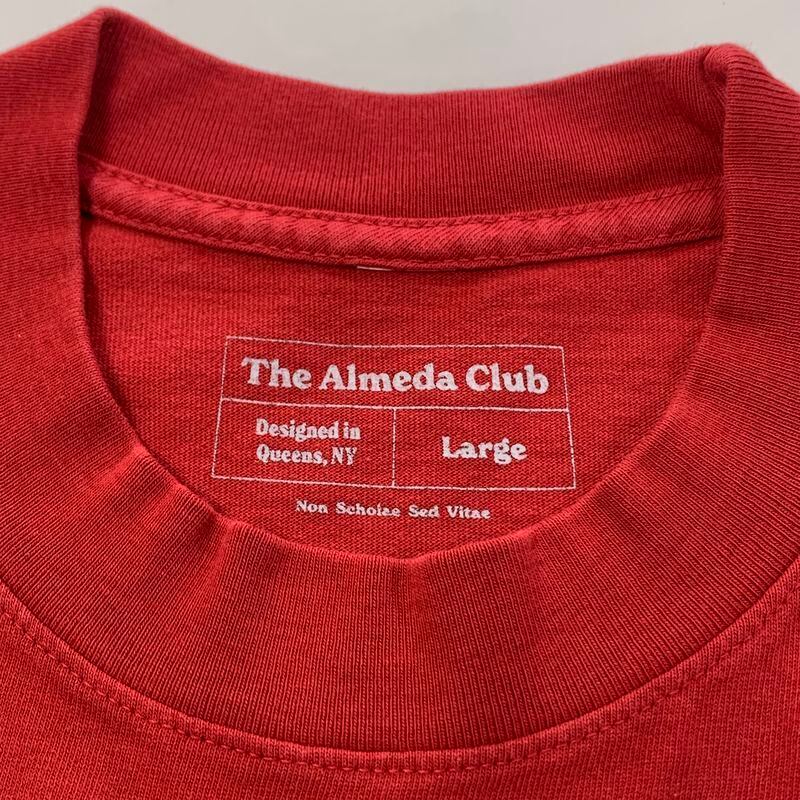 The Almeda Club
Designed in
Queens, NY
Large
Non Scholae Sed Vitae